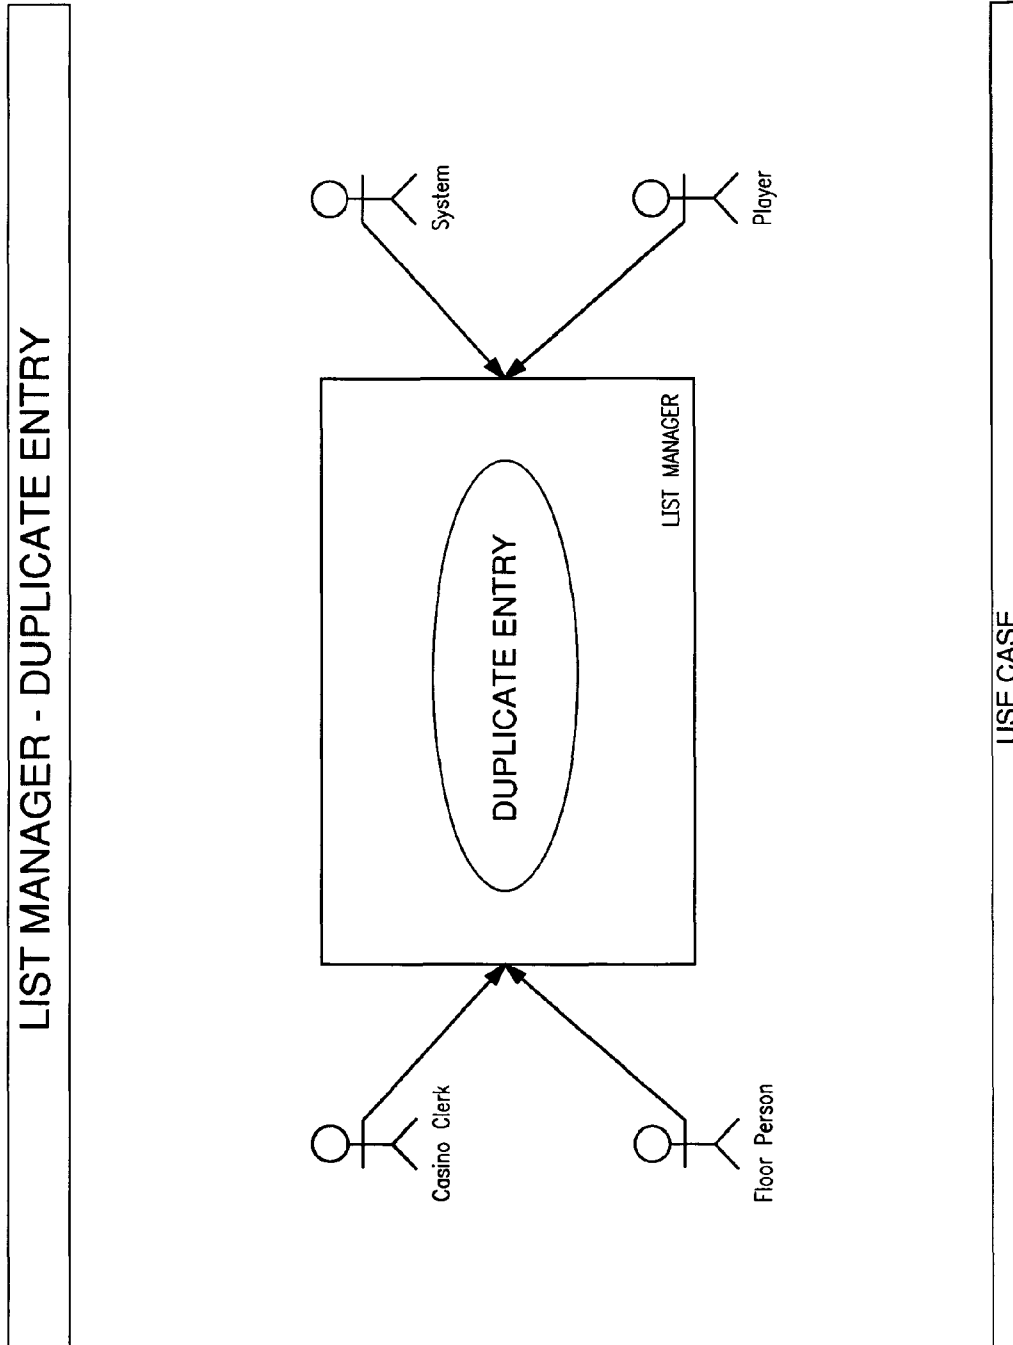 LIST MANAGER - DUPLICATE ENTRY
Casino Clerk
System
DUPLICATE ENTRY
Floor Person
LIST MANAGER
Player
USE CASE